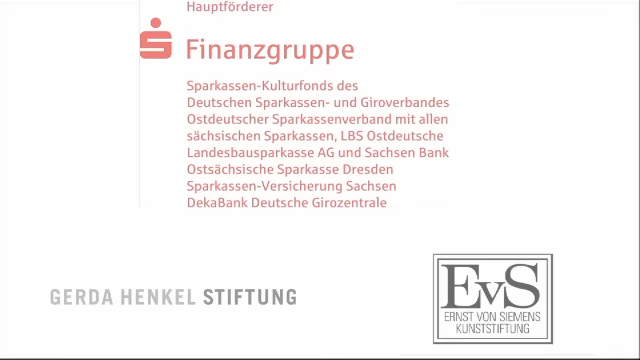 Hauptförderer
Finanzgruppe
Sparkassen-Kulturfonds des
Deutschen Sparkassen- und Giroverbandes
Ostdeutscher Sparkassenverband mit allen
sächsischen Sparkassen, LBS Ostdeutsche
Landesbausparkasse AG und Sachsen Bank
Ostsächsische Sparkasse Dresden
Sparkassen-Versicherung Sachsen
DekaBank Deutsche Girozentrale
GERDA HENKEL STIFTUNG
EvS
ERNST VON SIEMENS
KUNSTSTIFTUNG